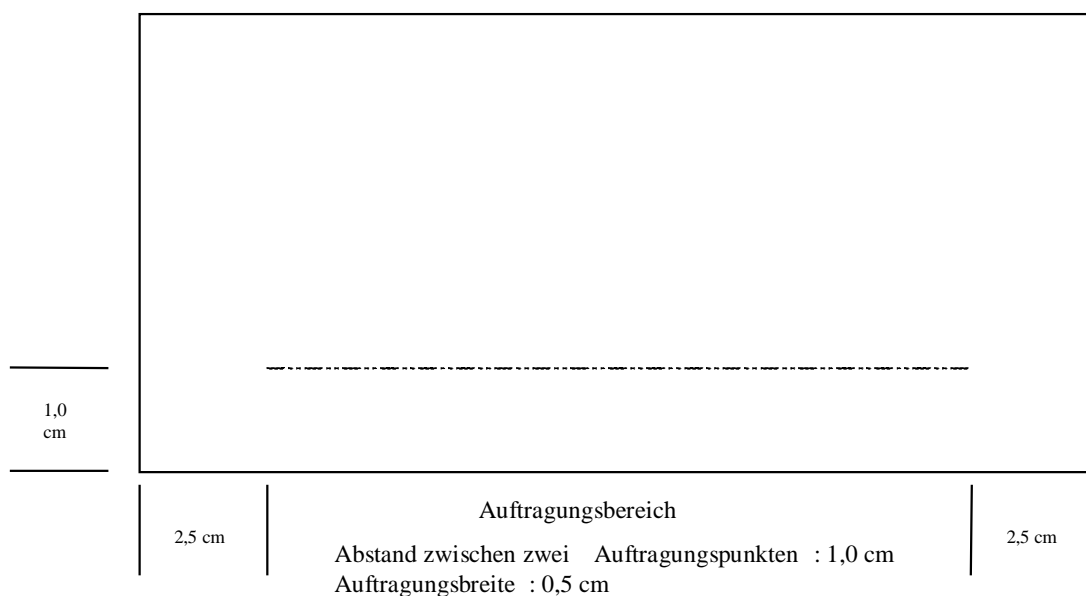 1,0
cm
Auftragungsbereich
2,5 cm
2,5 cm
Abstand zwischen zwei Auftragungspunkten : 1,0 cm
Auftragungsbreite : 0,5 cm